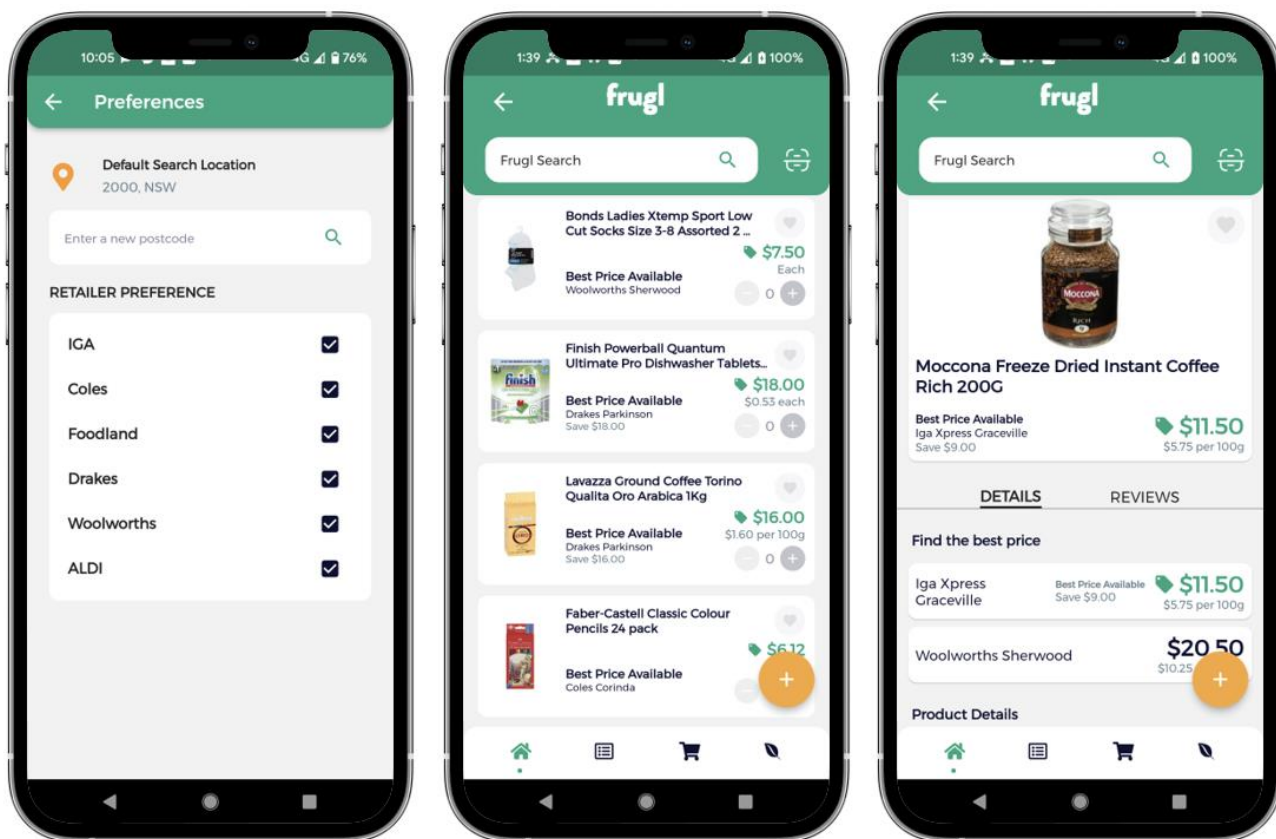 10:05
4G 76%
Preferences
Default Search Location
2000, NSW
Enter a new postcode
RETAILER PREFERENCE
IGA
Coles
Foodland
Drakes
Woolworths
ALDI
1:39
100%
frugl
Frugl Search
Bonds Ladies Xtemp Sport Low
Cut Socks Size 3-8 Assorted 2 ...
$7.50
Each
Best Price Available
Woolworths Sherwood
0
Finish Powerball Quantum
Ultimate Pro Dishwasher Tablets...
finish
$18.00
$0.53 each
Best Price Available
Drakes Parkinson
Save $18.00
0
Lavazza Ground Coffee Torino
Qualita Oro Arabica 1Kg
$16.00
$1.60 per 100g
Best Price Available
Drakes Parkinson
Save $16.00
0
Faber-Castell Classic Colour
Pencils 24 pack
$6.12
Best Price Available
Coles Corinda
1:39
100%
frugl
Frugl Search
MOCCONA
RICH
Moccona Freeze Dried Instant Coffee
Rich 200G
Best Price Available
Iga Xpress Graceville
Save $9.00
$11.50
$5.75 per 100g
DETAILS REVIEWS
Find the best price
Iga Xpress
Graceville
Best Price Available
Save $9.00
$11.50
$5.75 per 100g
Woolworths Sherwood
$20.50
$10.25
Product Details